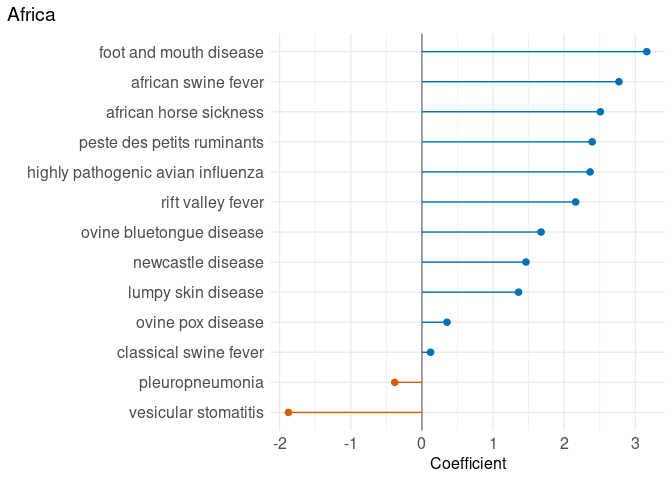 Africa
foot and mouth disease
african swine fever
african horse sickness
peste des petits ruminants
highly pathogenic avian influenza
rift valley fever
ovine bluetongue disease
newcastle disease
lumpy skin disease
ovine pox disease
classical swine fever
pleuropneumonia
vesicular stomatitis
-2 -1 0 1 2 3
Coefficient